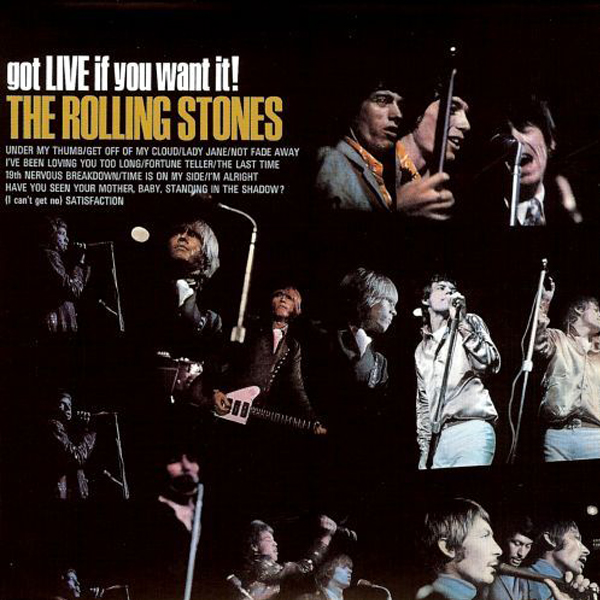 got LIVE if you want it!
THE ROLLING STONES
UNDER MY THUMB/GET OFF OF MY CLOUD/LADY JANE/NOT FADE AWAY
I'VE BEEN LOVING YOU TOO LONG/FORTUNE TELLER/THE LAST TIME
19th NERVOUS BREAKDOWN/TIME IS ON MY SIDE/I'M ALRIGHT
HAVE YOU SEEN YOUR MOTHER, BABY, STANDING IN THE SHADOW?
(I can't get no) SATISFACTION